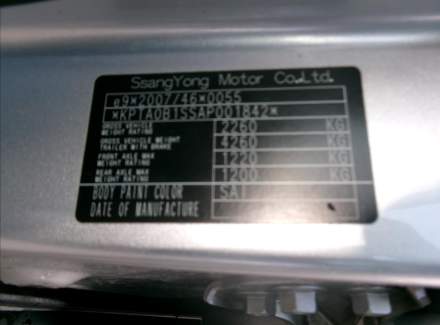 SsangYong Motor Co.Ltd.
e9*2007/46*0055
*KPTA0B1SSAP001842*
GROSS VEHICLE WEIGHT RATING 2260 KG
GROSS VEHICLE WEIGHT TRAILER WITH BRAKE 4260 KG
FRONT AXLE MAX WEIGHT RATING 1220 KG
REAR AXLE MAX WEIGHT RATING 1200 KG
BODY PAINT COLOR SAI
DATE OF MANUFACTURE